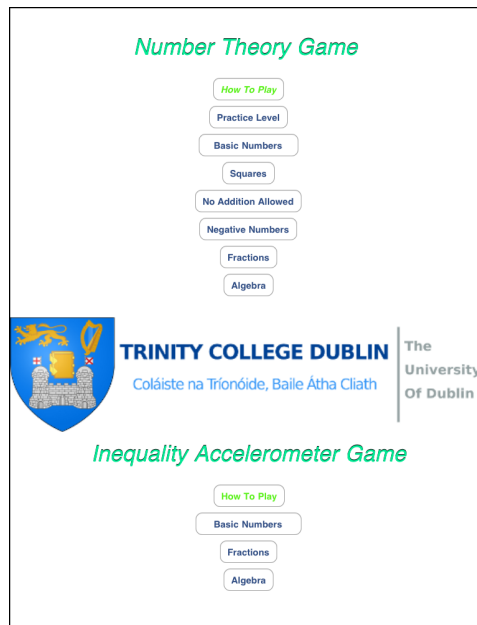 Number Theory Game
How To Play
Practice Level
Basic Numbers
Squares
No Addition Allowed
Negative Numbers
Fractions
Algebra
TRINITY COLLEGE DUBLIN
Coláiste na Tríonóide, Baile Átha Cliath
The
University
Of Dublin
Inequality Accelerometer Game
How To Play
Basic Numbers
Fractions
Algebra